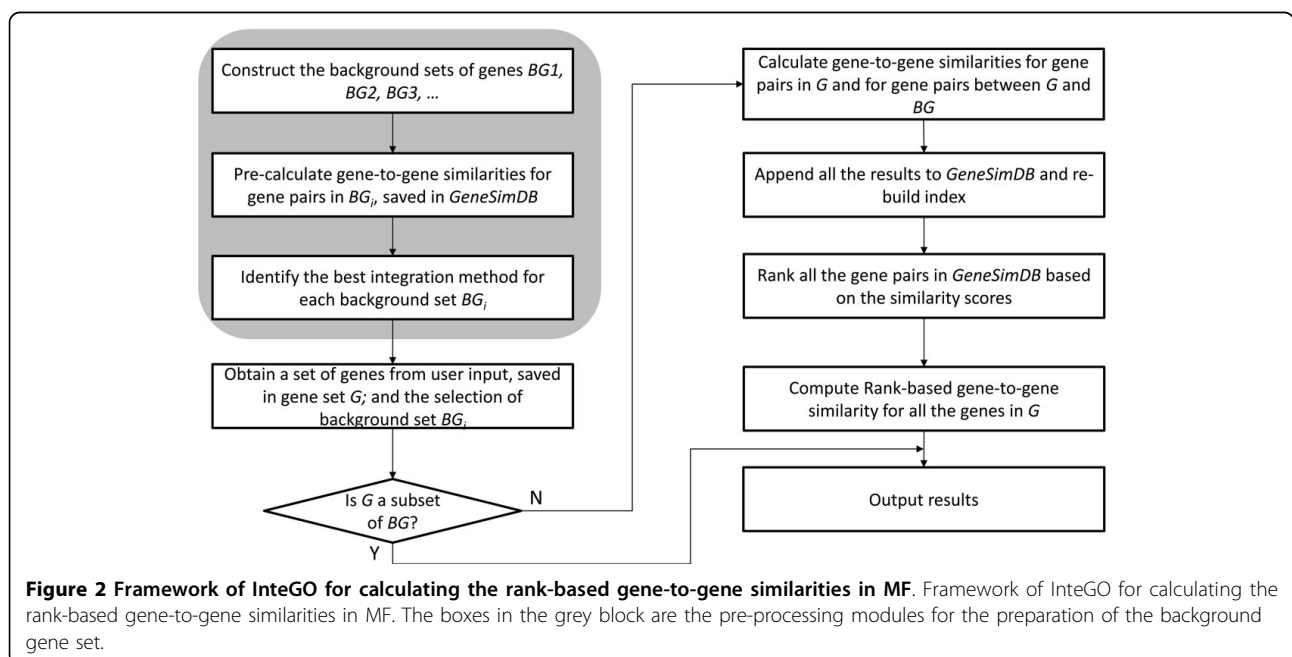 Construct the background sets of genes BG1,
BG2, BG3, ...
Pre-calculate gene-to-gene similarities for
gene pairs in BGi, saved in GeneSimDB
Identify the best integration method for
each background set BGi
Obtain a set of genes from user input, saved
in gene set G; and the selection of
background set BGi
Is G a subset
of BG?
N
Y
Calculate gene-to-gene similarities for gene
pairs in G and for gene pairs between G and
BG
Append all the results to GeneSimDB and re-
build index
Rank all the gene pairs in GeneSimDB based
on the similarity scores
Compute Rank-based gene-to-gene
similarity for all the genes in G
Output results
Figure 2 Framework of InteGO for calculating the rank-based gene-to-gene similarities in MF. Framework of InteGO for calculating the
rank-based gene-to-gene similarities in MF. The boxes in the grey block are the pre-processing modules for the preparation of the background
gene set.